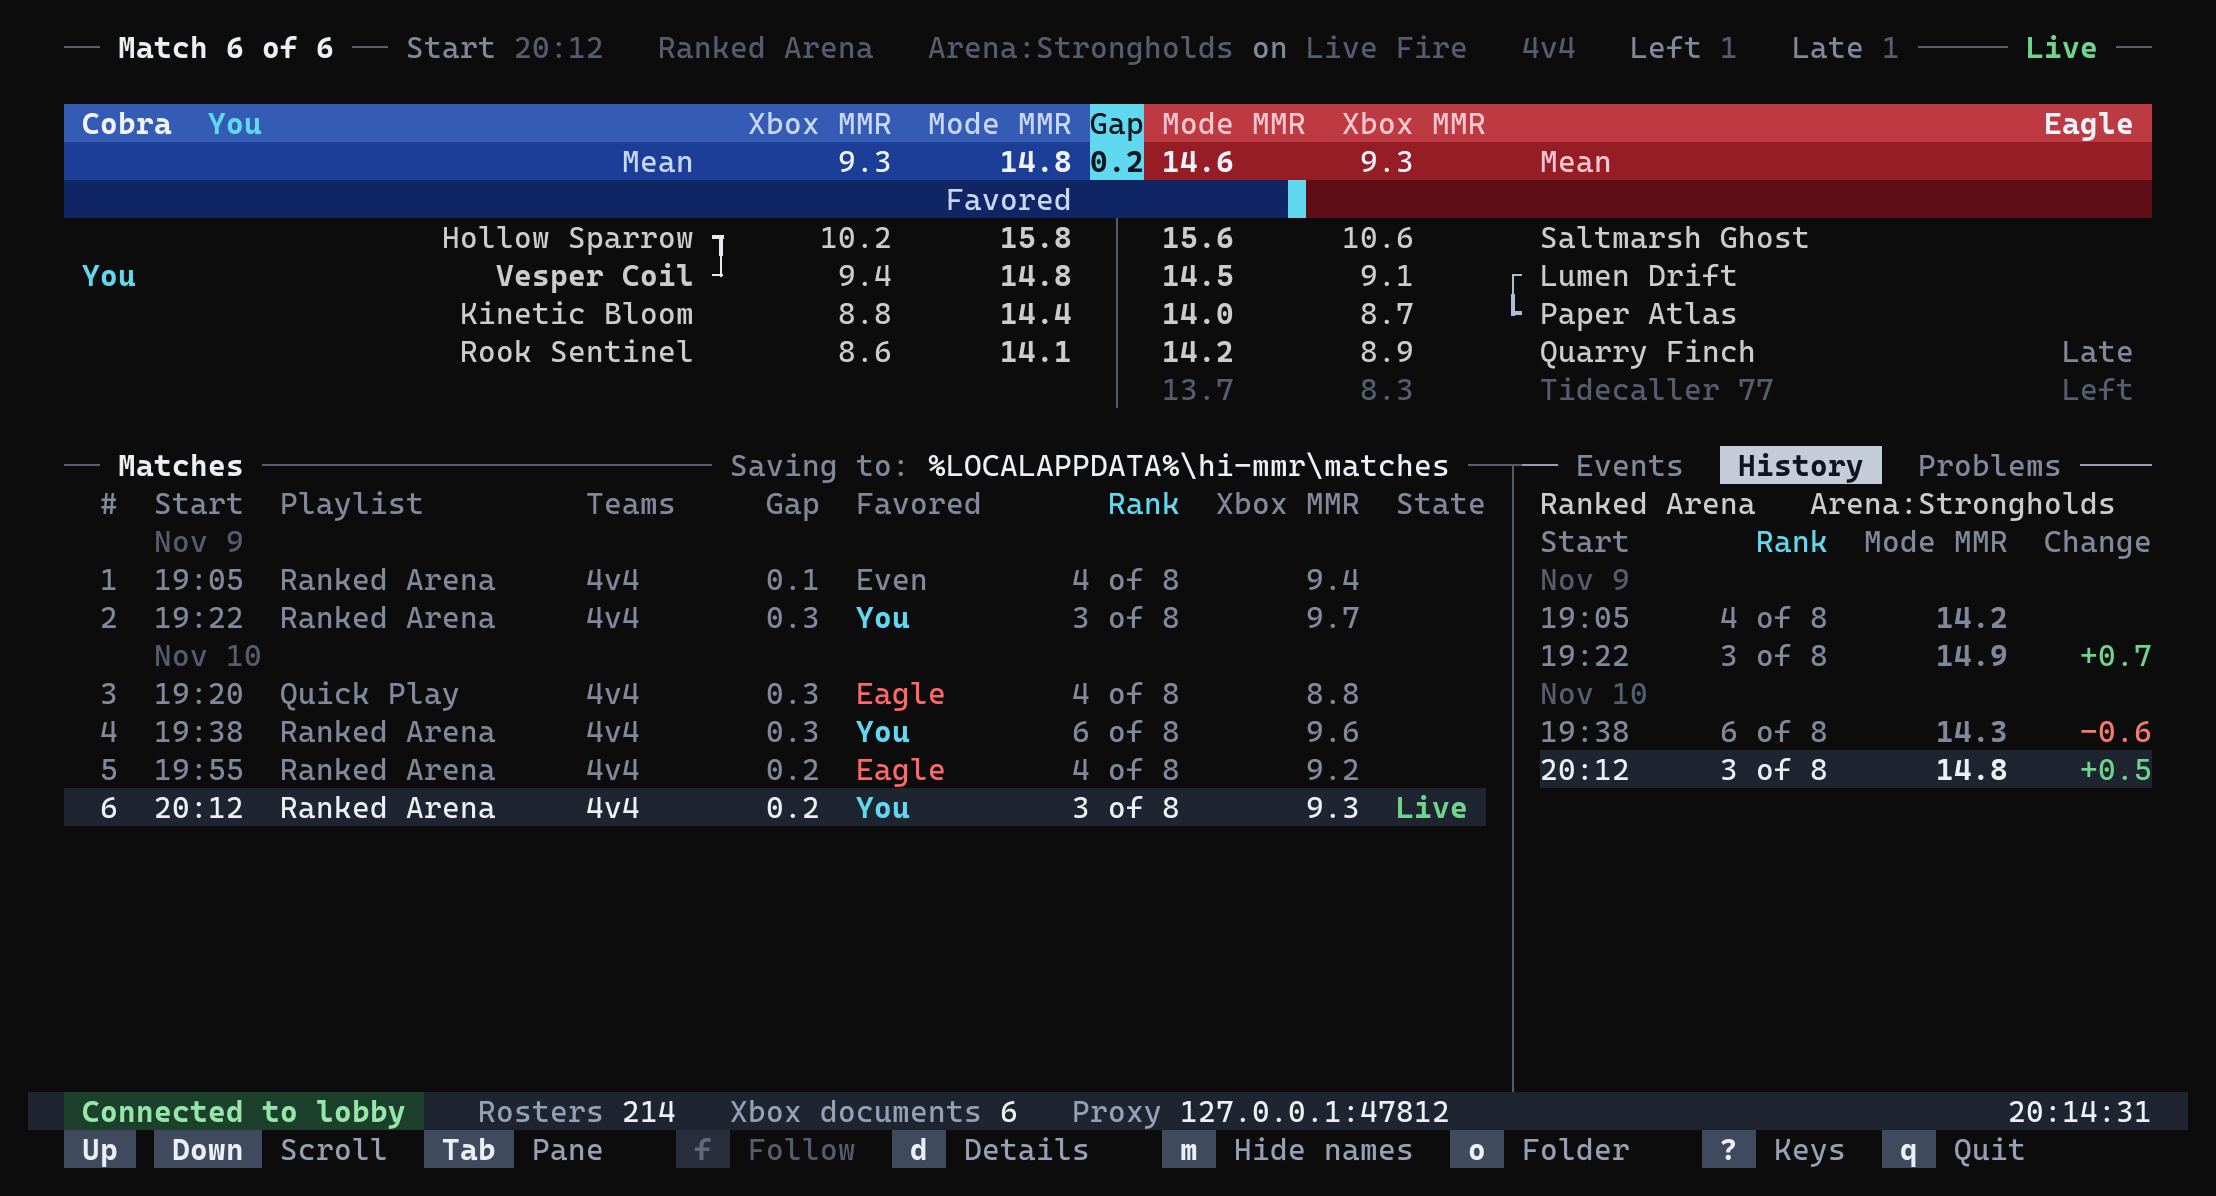 Match 6 of 6 Start 20:12 Ranked Arena Arena:Strongholds on Live Fire 4v4 Left 1 Late 1 Live
Cobra You Xbox MMR Mode MMR Gap Mode MMR Xbox MMR Eagle
Mean 9.3 14.8 0.2 14.6 9.3 Mean
Favored
Hollow Sparrow 10.2 15.8 15.6 10.6 Saltmarsh Ghost
You Vesper Coil 9.4 14.8 14.5 9.1 Lumen Drift
Kinetic Bloom 8.8 14.4 14.0 8.7 Paper Atlas
Rook Sentinel 8.6 14.1 14.2 8.9 Quarry Finch Late
13.7 8.3 Tidecaller 77 Left
Matches Saving to: %LOCALAPPDATA%\hi-mmr\matches
# Start Playlist Teams Gap Favored Rank Xbox MMR State
Nov 9
1 19:05 Ranked Arena 4v4 0.1 Even 4 of 8 9.4
2 19:22 Ranked Arena 4v4 0.3 You 3 of 8 9.7
Nov 10
3 19:20 Quick Play 4v4 0.3 Eagle 4 of 8 8.8
4 19:38 Ranked Arena 4v4 0.3 You 6 of 8 9.6
5 19:55 Ranked Arena 4v4 0.2 Eagle 4 of 8 9.2
6 20:12 Ranked Arena 4v4 0.2 You 3 of 8 9.3 Live
Events History Problems
Ranked Arena Arena:Strongholds
Start Rank Mode MMR Change
Nov 9
19:05 4 of 8 14.2
19:22 3 of 8 14.9 +0.7
Nov 10
19:38 6 of 8 14.3 −0.6
20:12 3 of 8 14.8 +0.5
Connected to lobby Rosters 214 Xbox documents 6 Proxy 127.0.0.1:47812 20:14:31
Up Down Scroll Tab Pane f Follow d Details m Hide names o Folder ? Keys q Quit